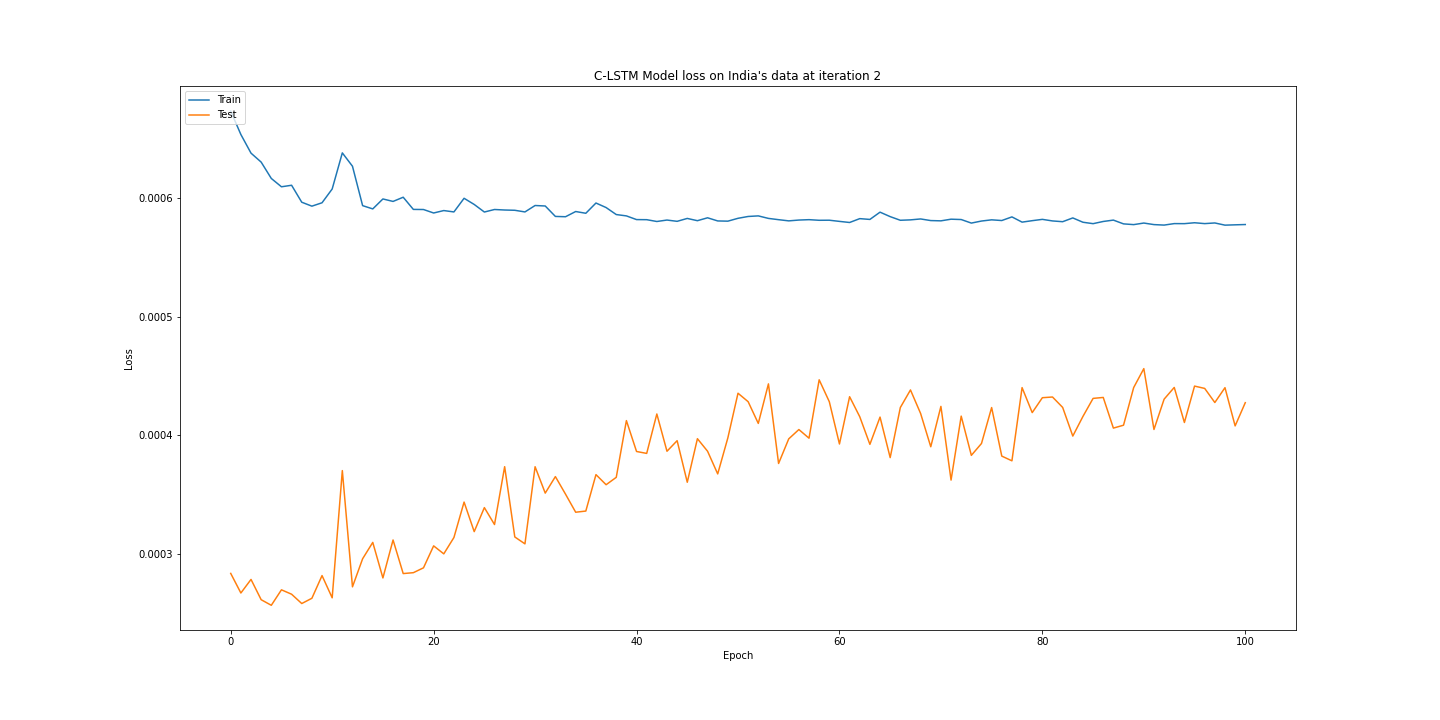 C-LSTM Model loss on India's data at iteration 2
Train
Test
0.0006
0.0005
0.0004
0.0003
Loss
0 20 40 60 80 100
Epoch